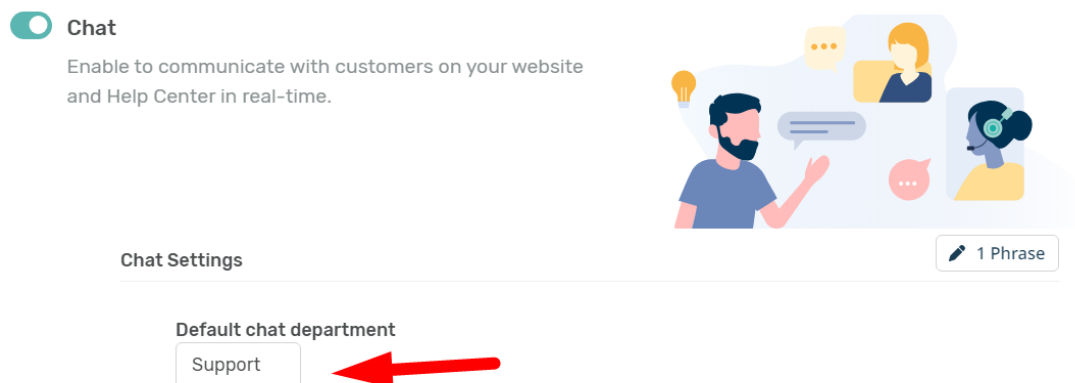 Chat
Enable to communicate with customers on your website
and Help Center in real-time.
Chat Settings
1 Phrase
Default chat department
Support